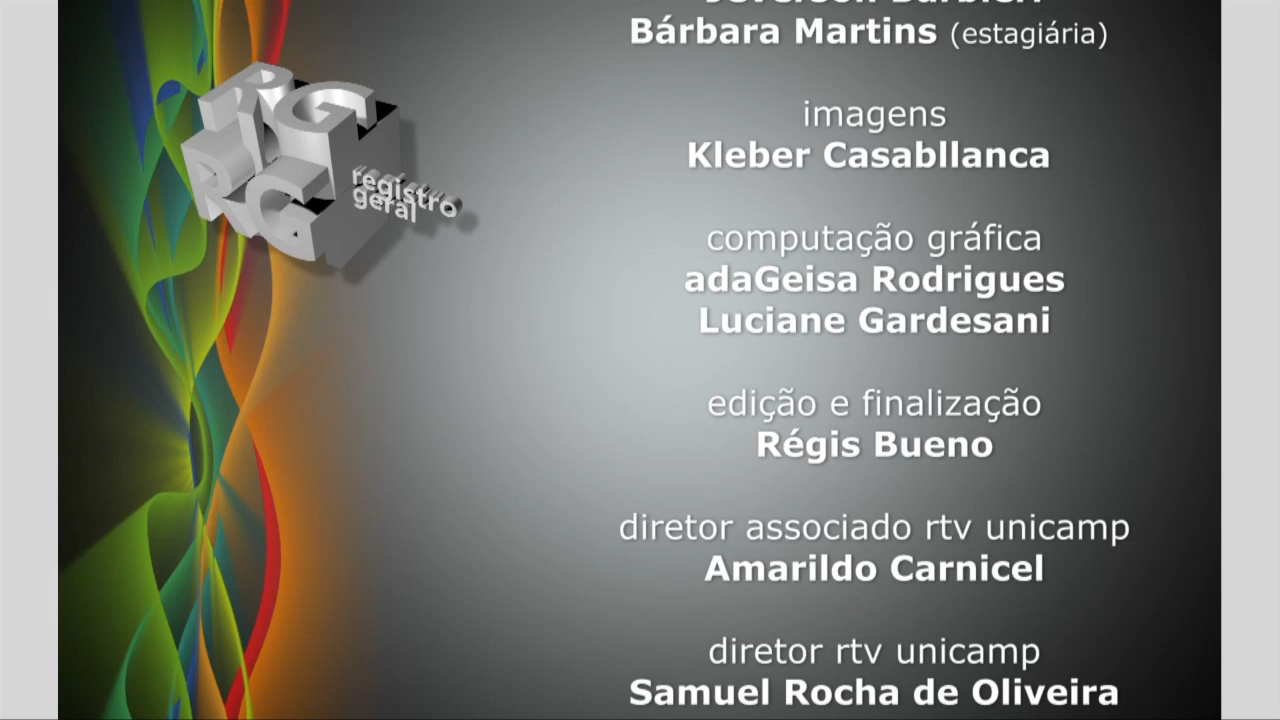 Bárbara Martins (estagiária)
imagens
Kleber Casabllanca
computação gráfica
adaGeisa Rodrigues
Luciane Gardesani
edição e finalização
Régis Bueno
diretor associado rtv unicamp
Amarildo Carnicel
diretor rtv unicamp
Samuel Rocha de Oliveira
RG
RG
registro
geral